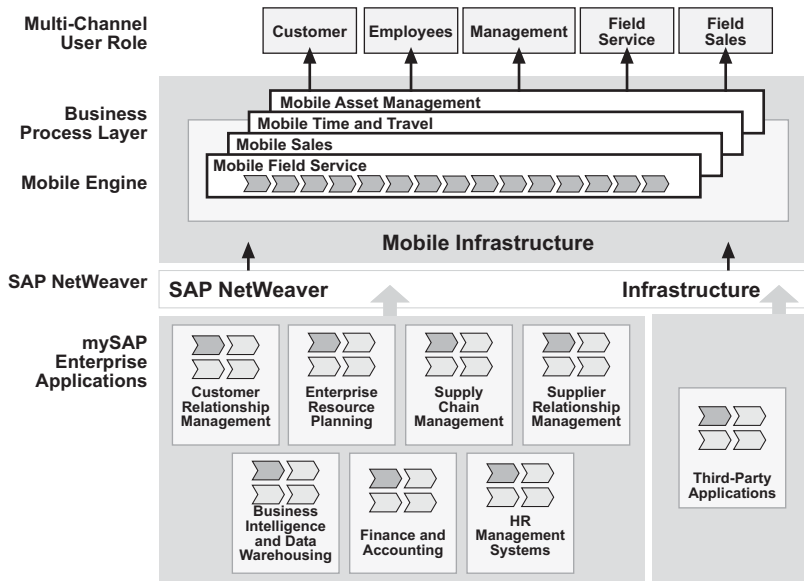 Multi-Channel
User Role
Customer
Employees
Management
Field
Service
Field
Sales
Business
Process Layer
Mobile Asset Management
Mobile Time and Travel
Mobile Sales
Mobile Field Service
Mobile Engine
Mobile Infrastructure
SAP NetWeaver
SAP NetWeaver
Infrastructure
mySAP
Enterprise
Applications
Customer
Relationship
Management
Enterprise
Resource
Planning
Supply
Chain
Management
Supplier
Relationship
Management
Third-Party
Applications
Business
Intelligence
and Data
Warehousing
Finance and
Accounting
HR
Management
Systems